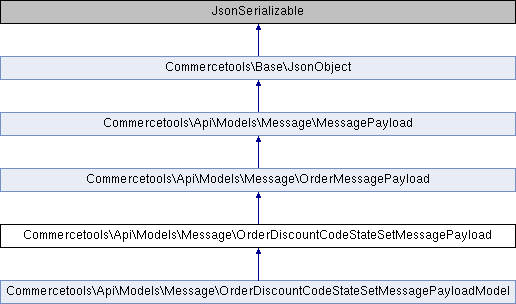 JsonSerializable
Commercetools\Base\JsonObject
Commercetools\Api\Models\Message\MessagePayload
Commercetools\Api\Models\Message\OrderMessagePayload
Commercetools\Api\Models\Message\OrderDiscountCodeStateSetMessagePayload
Commercetools\Api\Models\Message\OrderDiscountCodeStateSetMessagePayloadModel